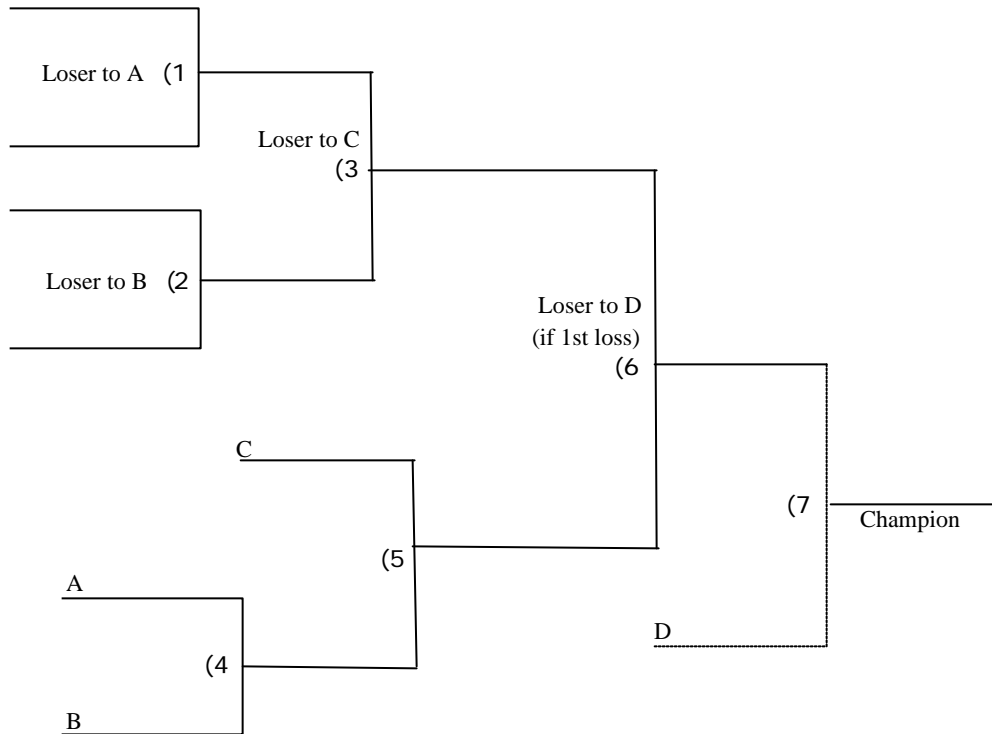 Loser to A (1
Loser to C
(3
Loser to B (2
Loser to D
(if 1st loss)
(6
C
(7
Champion
(5
A
D
(4
B